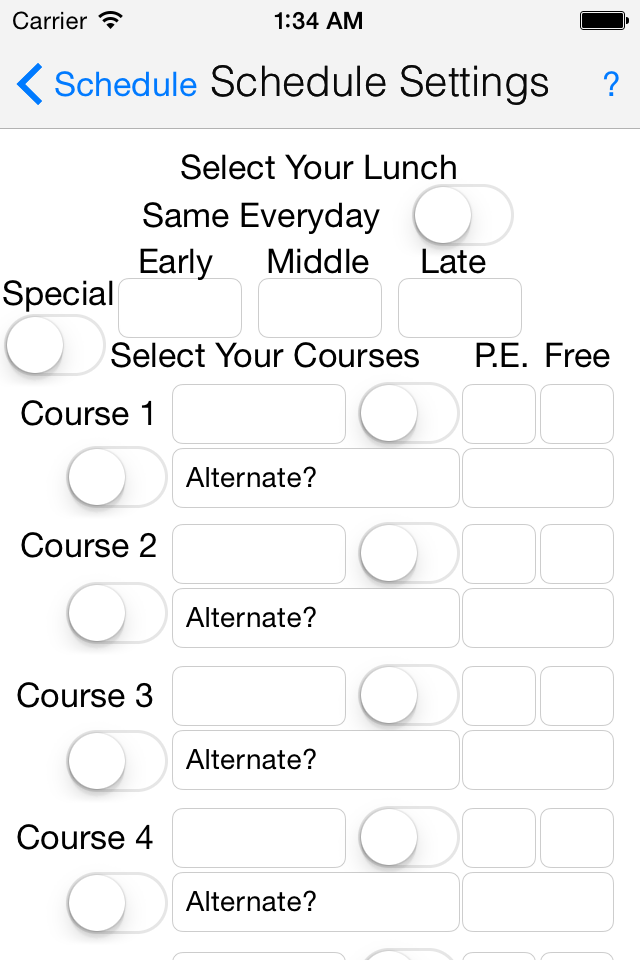 Carrier 1:34 AM
Schedule Schedule Settings ?
Select Your Lunch
Same Everyday
Early Middle Late
Special
Select Your Courses P.E. Free
Course 1
Alternate?
Course 2
Alternate?
Course 3
Alternate?
Course 4
Alternate?